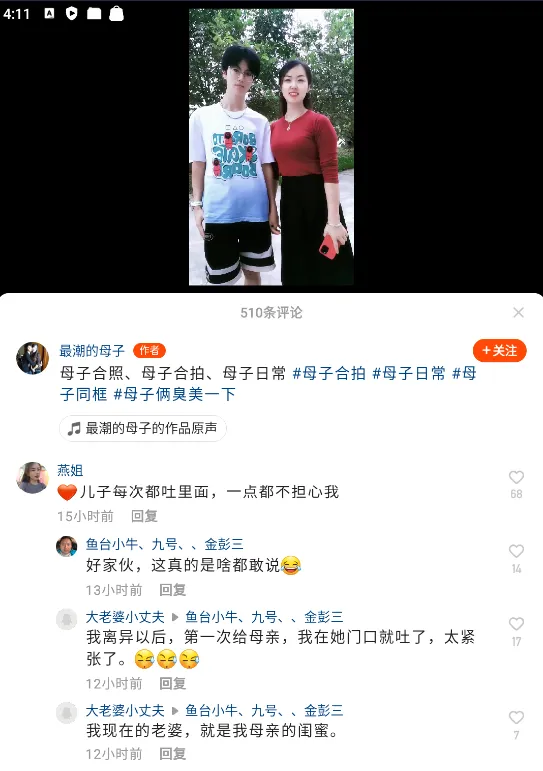 4:11
510条评论
最潮的母子 作者
+关注
母子合照、母子合拍、母子日常 #母子合拍 #母子日常 #母
子同框 #母子俩臭美一下
最潮的母子的作品原声
燕姐
儿子每次都吐里面，一点都不担心我
68
15小时前 回复
鱼台小牛、九号、、金彭三
好家伙，这真的是啥都敢说
14
13小时前 回复
大老婆小丈夫 鱼台小牛、九号、、金彭三
我离异以后，第一次给母亲，我在她门口就吐了，太紧
张了。
17
12小时前 回复
大老婆小丈夫 鱼台小牛、九号、、金彭三
我现在的老婆，就是我母亲的闺蜜。
7
12小时前 回复